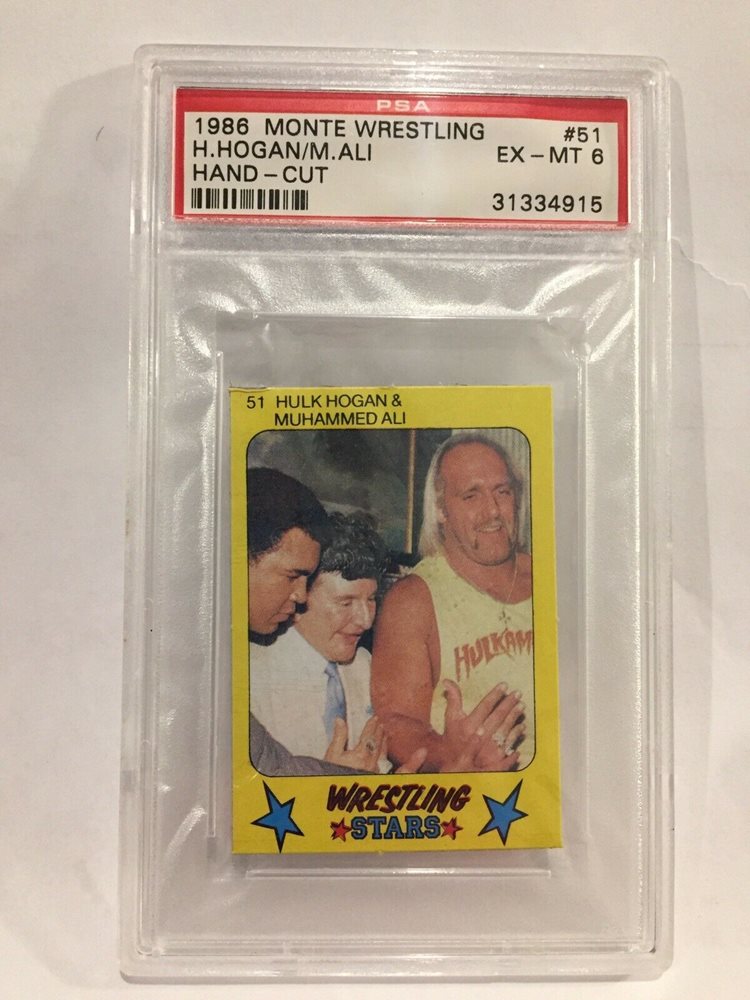 PSA
1986 MONTE WRESTLING #51
H.HOGAN/M.ALI EX - MT 6
HAND - CUT
31334915
51 HULK HOGAN &
MUHAMMED ALI
HULKAM
WRESTLING
STARS